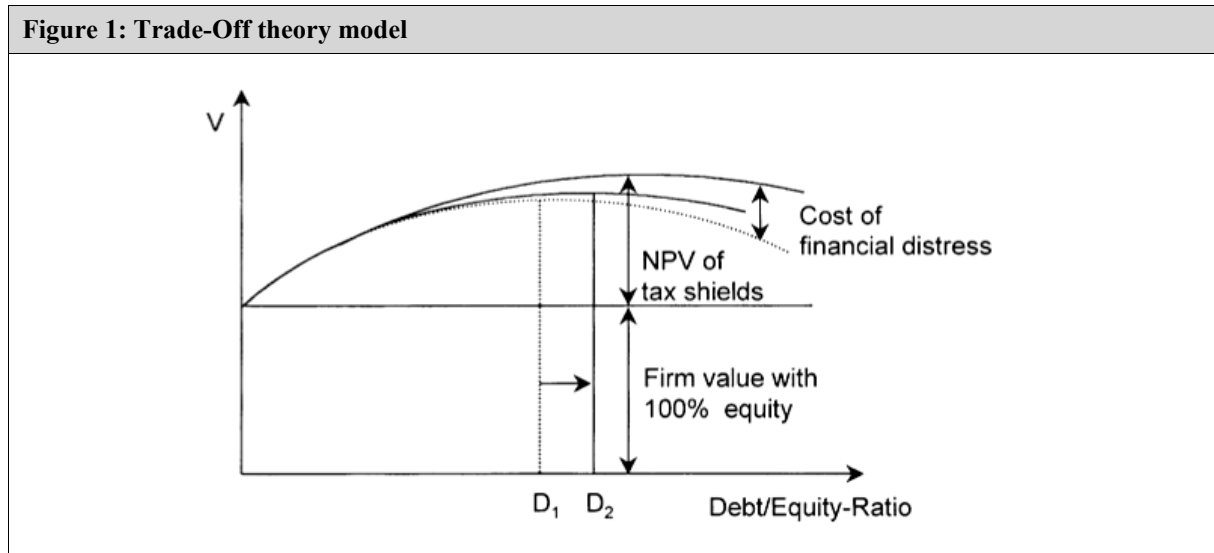 Figure 1: Trade-Off theory model
V
Cost of
financial distress
NPV of
tax shields
Firm value with
100% equity
D₁ D₂
Debt/Equity-Ratio